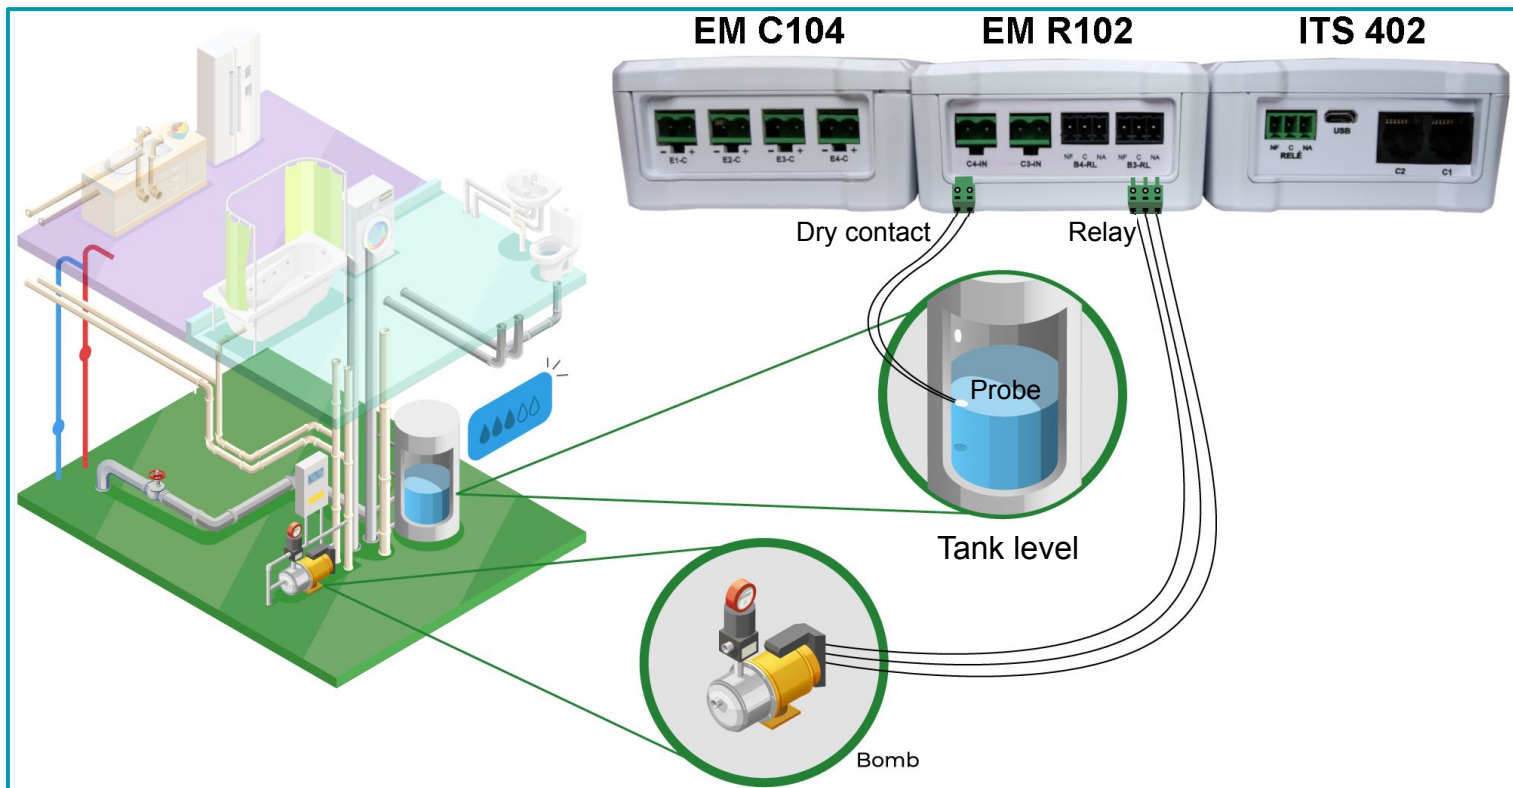 EM C104
EM R102
ITS 402
- + - + - + - +
E1-C E2-C E3-C E4-C
C4-IN C3-IN
NF C NA NF C NA
B4-RL B3-RL
NF C NA
RELÉ
USB
C2 C1
Dry contact
Relay
Probe
Tank level
Bomb